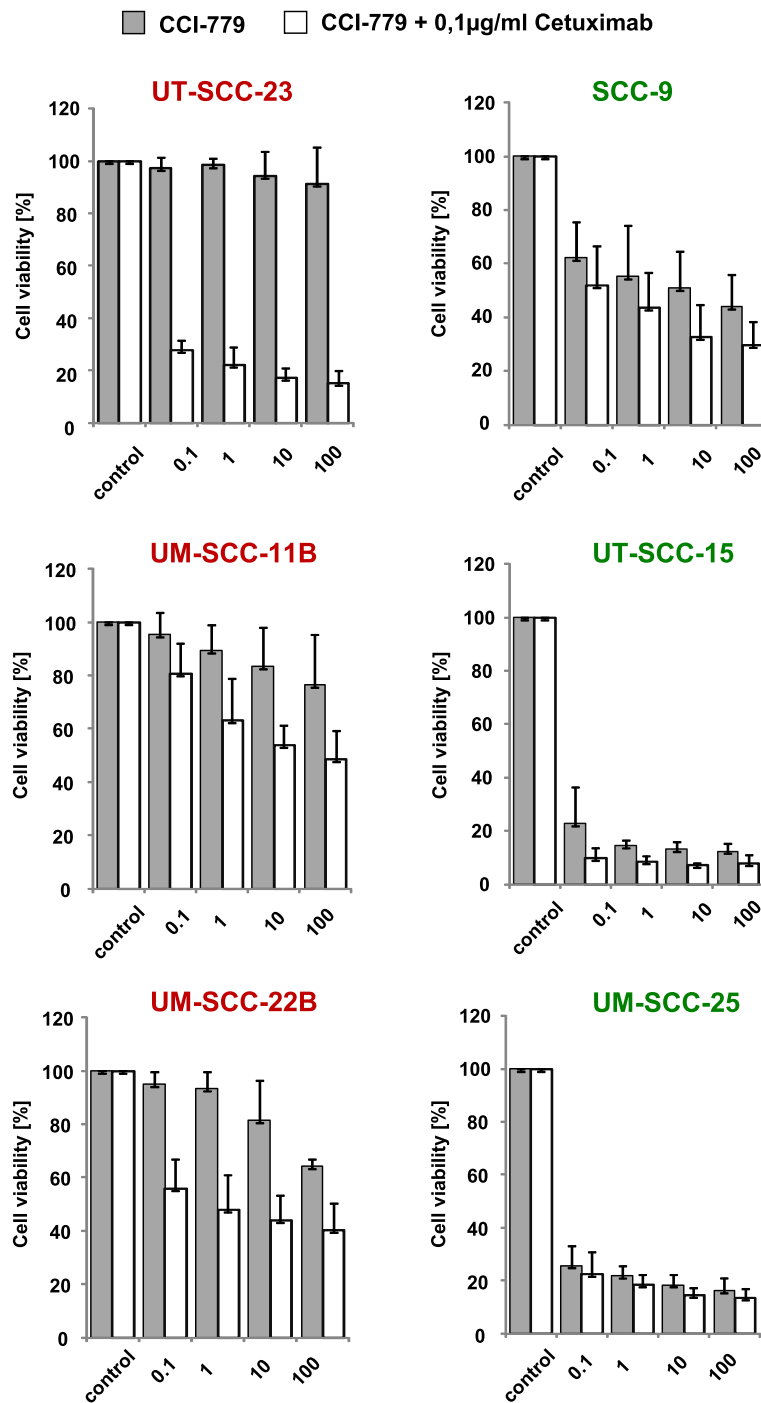 CCI-779 CCI-779 + 0,1µg/ml Cetuximab
UT-SCC-23
Cell viability [%]
120
100
80
60
40
20
0
control 0.1 1 10 100
SCC-9
Cell viability [%]
120
100
80
60
40
20
0
control 0.1 1 10 100
UM-SCC-11B
Cell viability [%]
120
100
80
60
40
20
0
control 0.1 1 10 100
UT-SCC-15
Cell viability [%]
120
100
80
60
40
20
0
control 0.1 1 10 100
UM-SCC-22B
Cell viability [%]
120
100
80
60
40
20
0
control 0.1 1 10 100
UM-SCC-25
Cell viability [%]
120
100
80
60
40
20
0
control 0.1 1 10 100